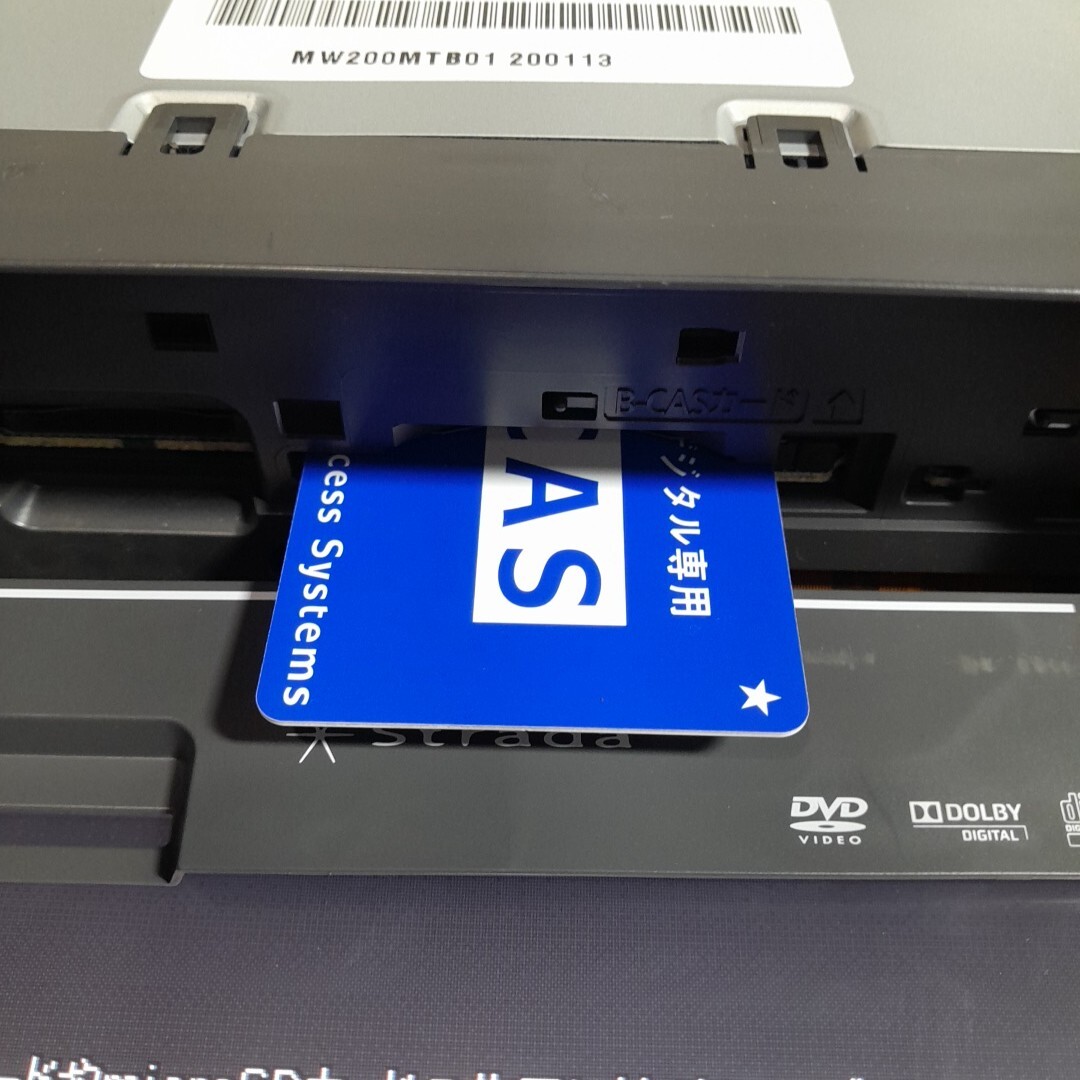 MW200MTB01 200113
B-CASカード
CAS
デジタル専用
cess Systems
★
Strada
DVD
VIDEO
DOLBY
DIGITAL